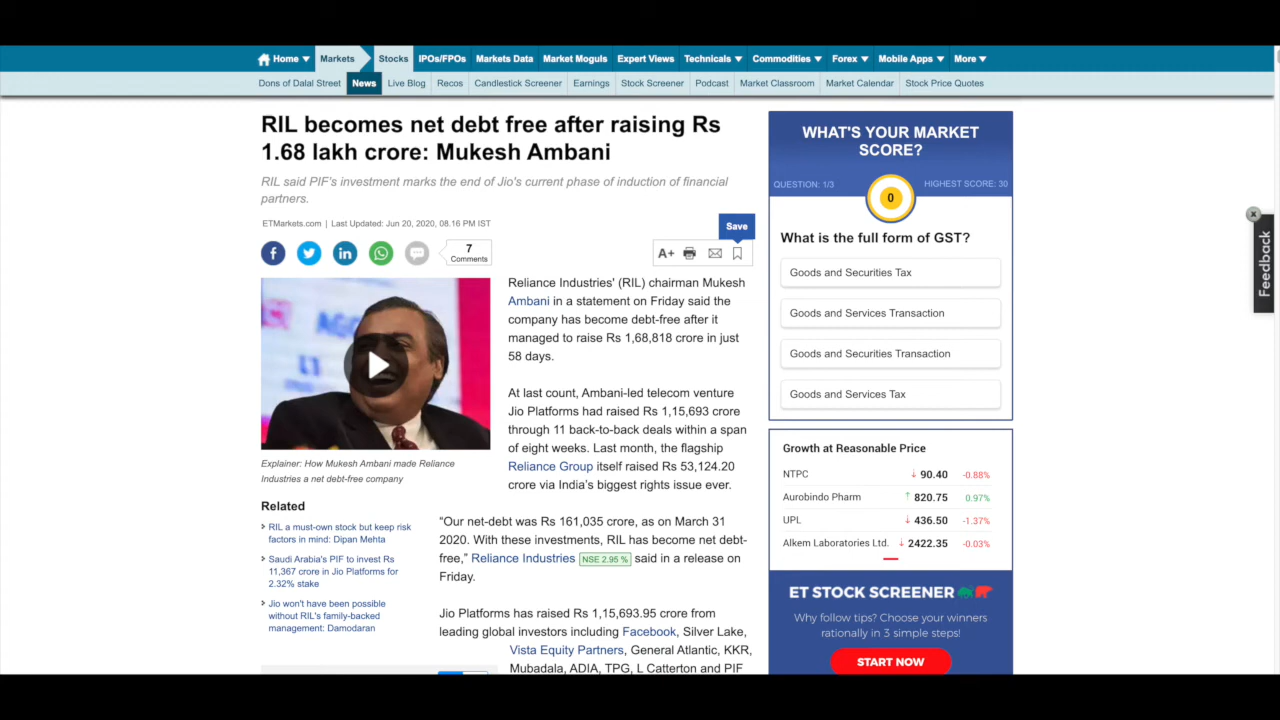 Home Markets Stocks IPOs/FPOs Markets Data Market Moguls Expert Views Technicals Commodities Forex Mobile Apps More
Dons of Dalal Street News Live Blog Recos Candlestick Screener Earnings Stock Screener Podcast Market Classroom Market Calendar Stock Price Quotes
RIL becomes net debt free after raising Rs
1.68 lakh crore: Mukesh Ambani
RIL said PIF's investment marks the end of Jio's current phase of induction of financial
partners.
ETMarkets.com | Last Updated: Jun 20, 2020, 08.16 PM IST
Save
7
Comments
A+
Explainer: How Mukesh Ambani made Reliance
Industries a net debt-free company
Related
RIL a must-own stock but keep risk
factors in mind: Dipan Mehta
Saudi Arabia's PIF to invest Rs
11,367 crore in Jio Platforms for
2.32% stake
Jio won't have been possible
without RIL's family-backed
management: Damodaran
Reliance Industries' (RIL) chairman Mukesh
Ambani in a statement on Friday said the
company has become debt-free after it
managed to raise Rs 1,68,818 crore in just
58 days.
At last count, Ambani-led telecom venture
Jio Platforms had raised Rs 1,15,693 crore
through 11 back-to-back deals within a span
of eight weeks. Last month, the flagship
Reliance Group itself raised Rs 53,124.20
crore via India's biggest rights issue ever.
“Our net-debt was Rs 161,035 crore, as on March 31
2020. With these investments, RIL has become net debt-
free,” Reliance Industries NSE 2.95 % said in a release on
Friday.
Jio Platforms has raised Rs 1,15,693.95 crore from
leading global investors including Facebook, Silver Lake,
Vista Equity Partners, General Atlantic, KKR,
Mubadala, ADIA, TPG, L Catterton and PIF
WHAT'S YOUR MARKET
SCORE?
QUESTION: 1/3
0
HIGHEST SCORE: 30
What is the full form of GST?
Goods and Securities Tax
Goods and Services Transaction
Goods and Securities Transaction
Goods and Services Tax
Growth at Reasonable Price
NTPC ↓ 90.40 -0.88%
Aurobindo Pharm ↑ 820.75 0.97%
UPL ↓ 436.50 -1.37%
Alkem Laboratories Ltd. ↓ 2422.35 -0.03%
ET STOCK SCREENER
Why follow tips? Choose your winners
rationally in 3 simple steps!
START NOW
Feedback